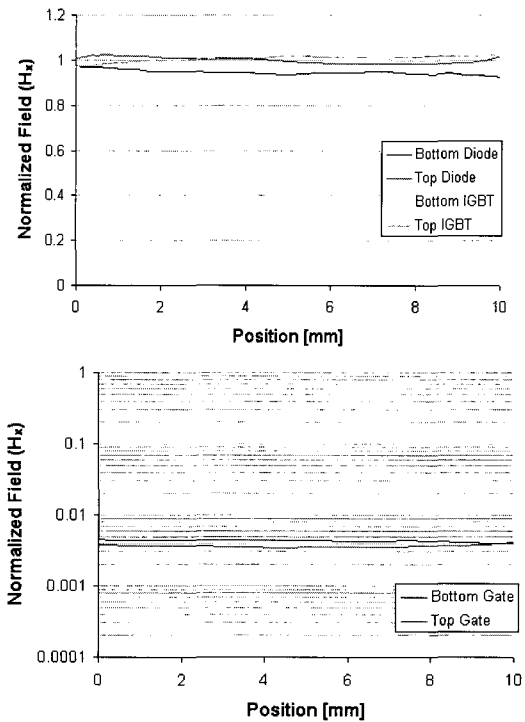 1.2
1
0.8
0.6
0.4
0.2
0
Normalized Field (Hx)
Bottom Diode
Top Diode
Bottom IGBT
Top IGBT
0 2 4 6 8 10
Position [mm]
1
0.1
0.01
0.001
0.0001
Normalized Field (Hx)
Bottom Gate
Top Gate
0 2 4 6 8 10
Position [mm]